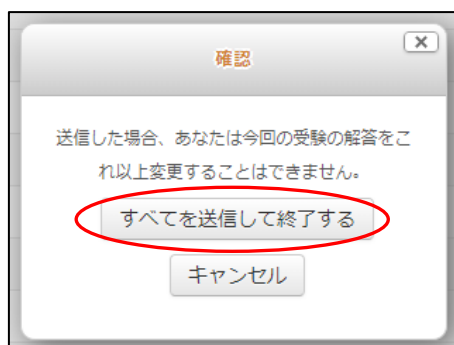 確認
送信した場合、あなたは今回の受験の解答をこ
れ以上変更することはできません。
すべてを送信して終了する
キャンセル